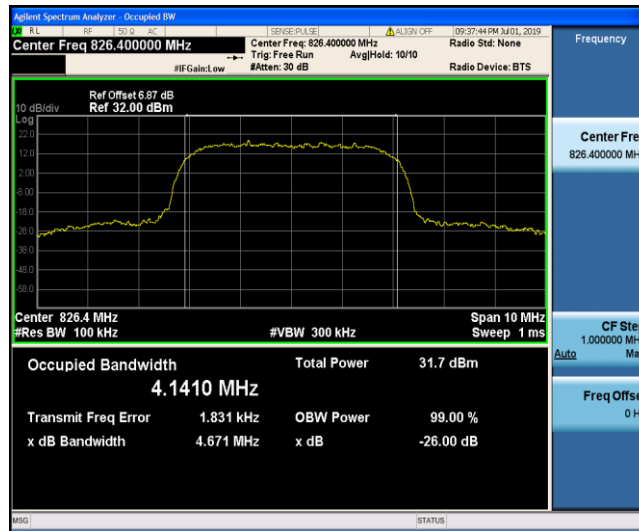 Agilent Spectrum Analyzer - Occupied BW
RL RF 50 Ω AC SENSE:PULSE ALIGN OFF 09:37:44 PM Jul 01, 2019
Center Freq 826.400000 MHz Center Freq: 826.400000 MHz Radio Std: None
Trig: Free Run Avg|Hold: 10/10
#IFGain:Low #Atten: 30 dB Radio Device: BTS
Ref Offset 6.87 dB
10 dB/div Ref 32.00 dBm
Log
22.0
12.0
2.00
-8.00
-18.0
-28.0
-38.0
-48.0
-58.0
Center 826.4 MHz Span 10 MHz
#Res BW 100 kHz #VBW 300 kHz Sweep 1 ms
Occupied Bandwidth Total Power 31.7 dBm
4.1410 MHz
Transmit Freq Error 1.831 kHz OBW Power 99.00 %
x dB Bandwidth 4.671 MHz x dB -26.00 dB
MSG STATUS
Frequency
Center Fre
826.400000 MH
CF Ste
1.000000 MH
Auto Ma
Freq Offse
0 H